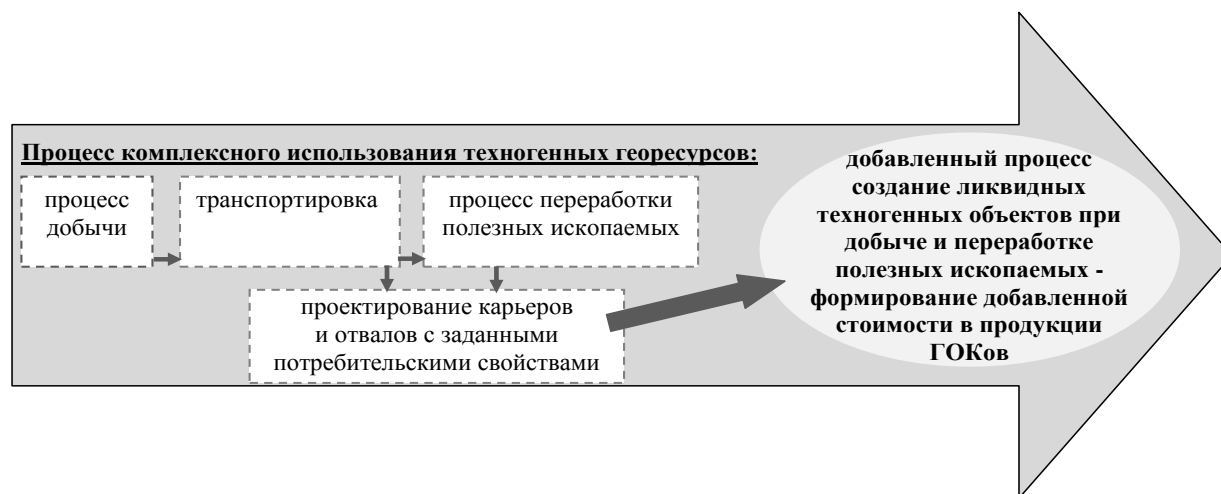 Процесс комплексного использования техногенных георесурсов:
процесс
добычи
транспортировка
процесс переработки
полезных ископаемых
проектирование карьеров
и отвалов с заданными
потребительскими свойствами
добавленный процесс
создание ликвидных
техногенных объектов при
добыче и переработке
полезных ископаемых -
формирование добавленной
стоимости в продукции
ГОКов